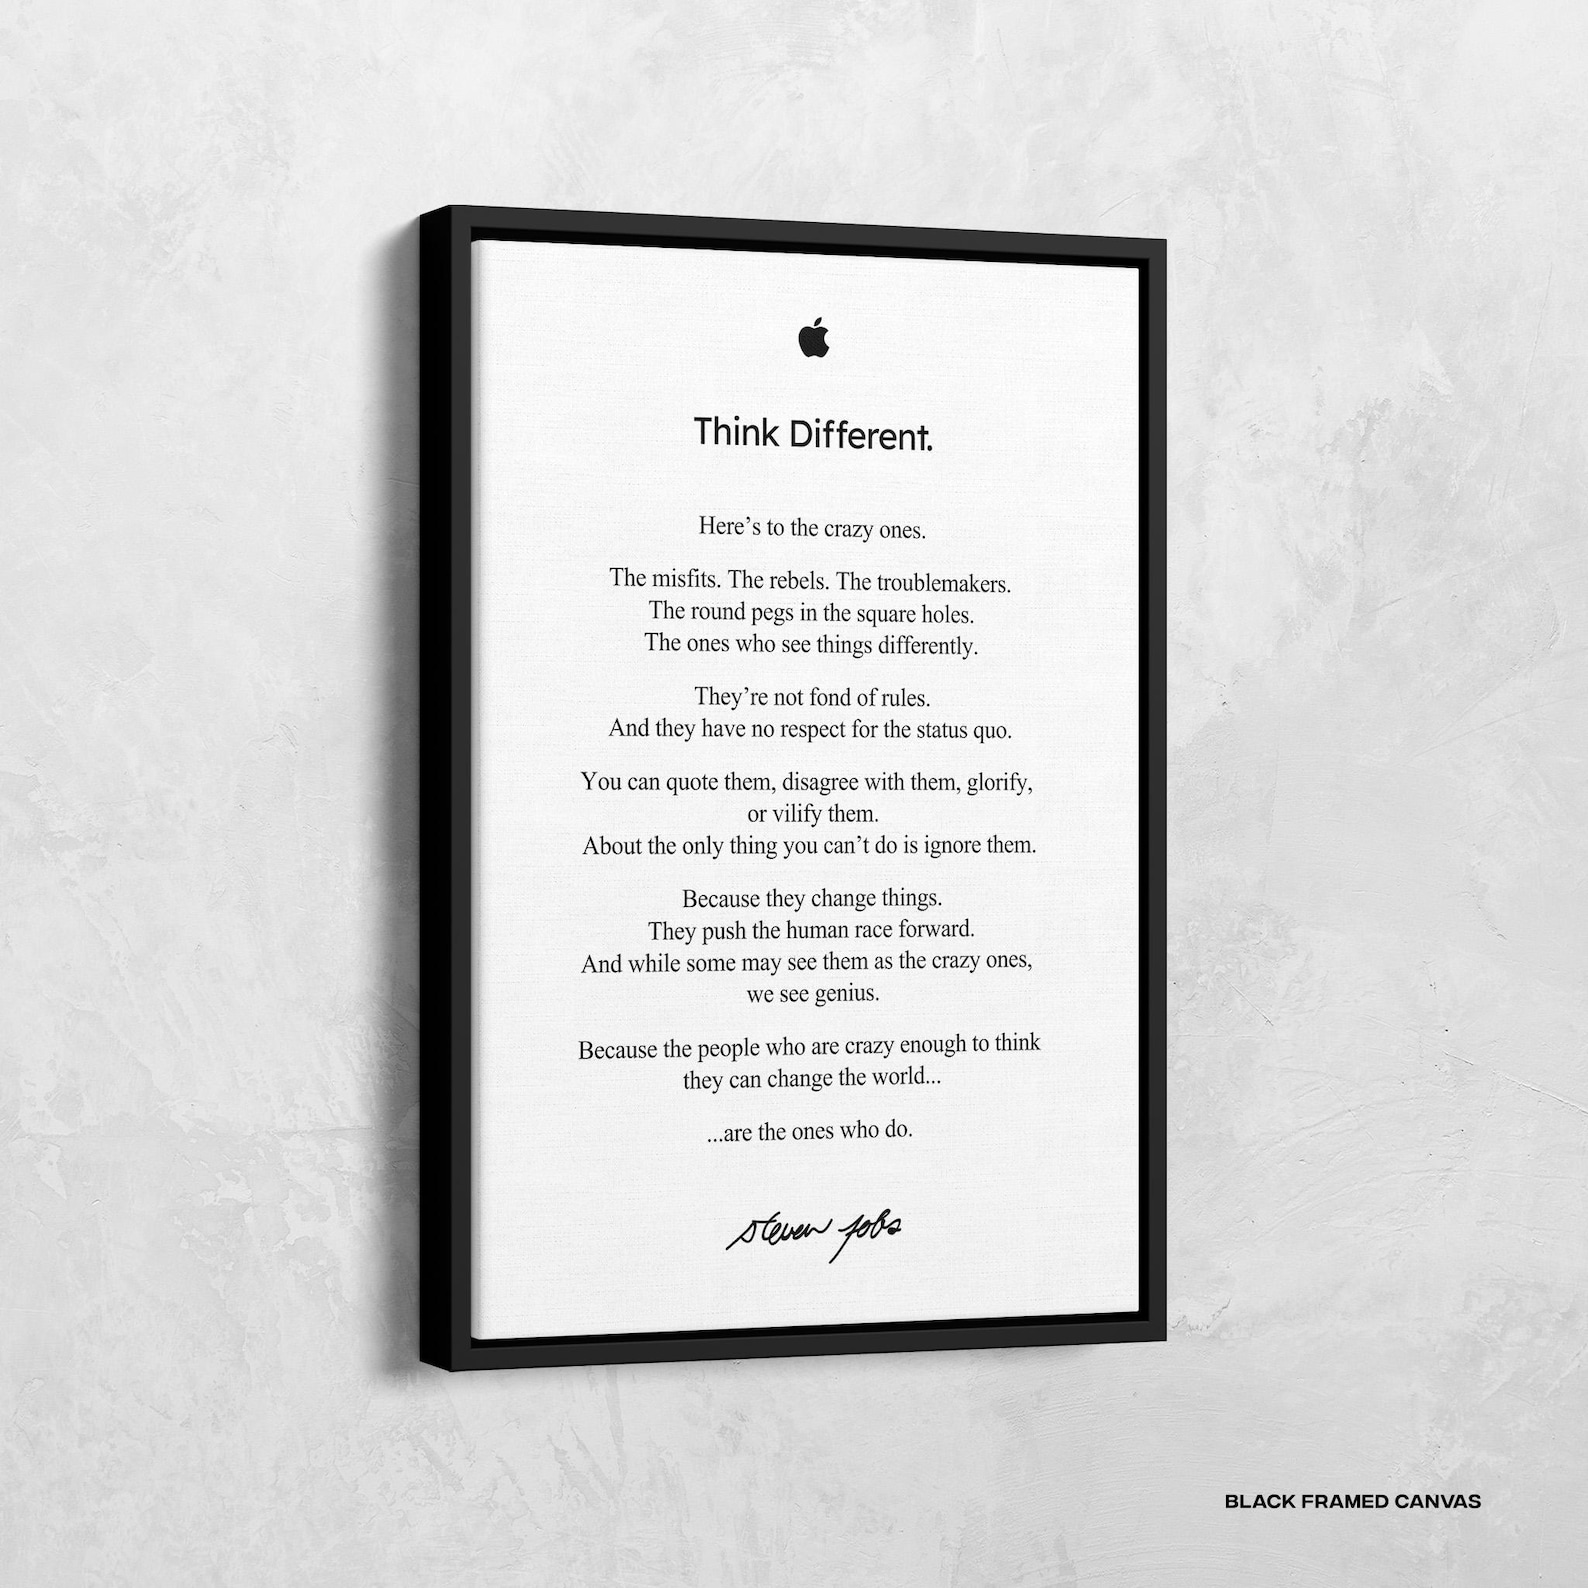 Think Different.
Here’s to the crazy ones.
The misfits. The rebels. The troublemakers.
The round pegs in the square holes.
The ones who see things differently.
They’re not fond of rules.
And they have no respect for the status quo.
You can quote them, disagree with them, glorify,
or vilify them.
About the only thing you can’t do is ignore them.
Because they change things.
They push the human race forward.
And while some may see them as the crazy ones,
we see genius.
Because the people who are crazy enough to think
they can change the world...
...are the ones who do.
steven jobs
BLACK FRAMED CANVAS